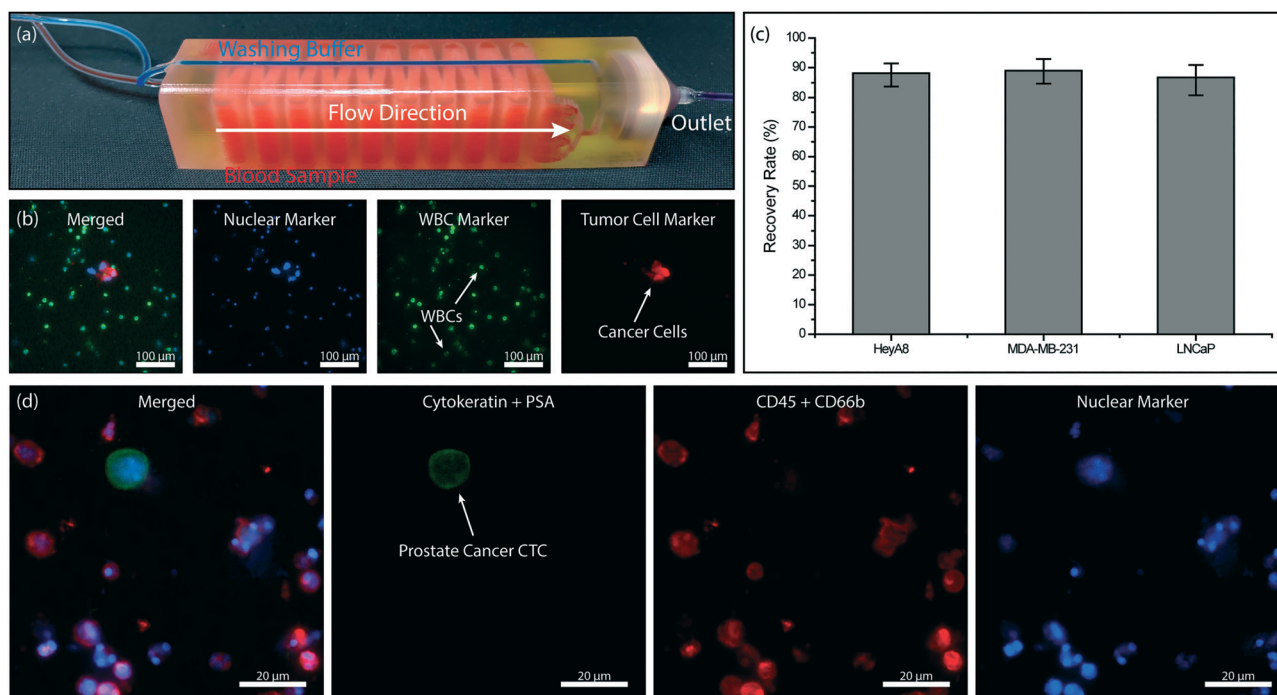 (a)
Washing Buffer
Flow Direction
Outlet
Blood Sample
(b)
Merged
Nuclear Marker
WBC Marker
Tumor Cell Marker
WBCs
Cancer Cells
100 μm
100 μm
100 μm
100 μm
(c)
Recovery Rate (%)
100
90
80
70
60
50
40
30
20
10
0
HeyA8
MDA-MB-231
LNCaP
(d)
Merged
Cytokeratin + PSA
CD45 + CD66b
Nuclear Marker
Prostate Cancer CTC
20 μm
20 μm
20 μm
20 μm